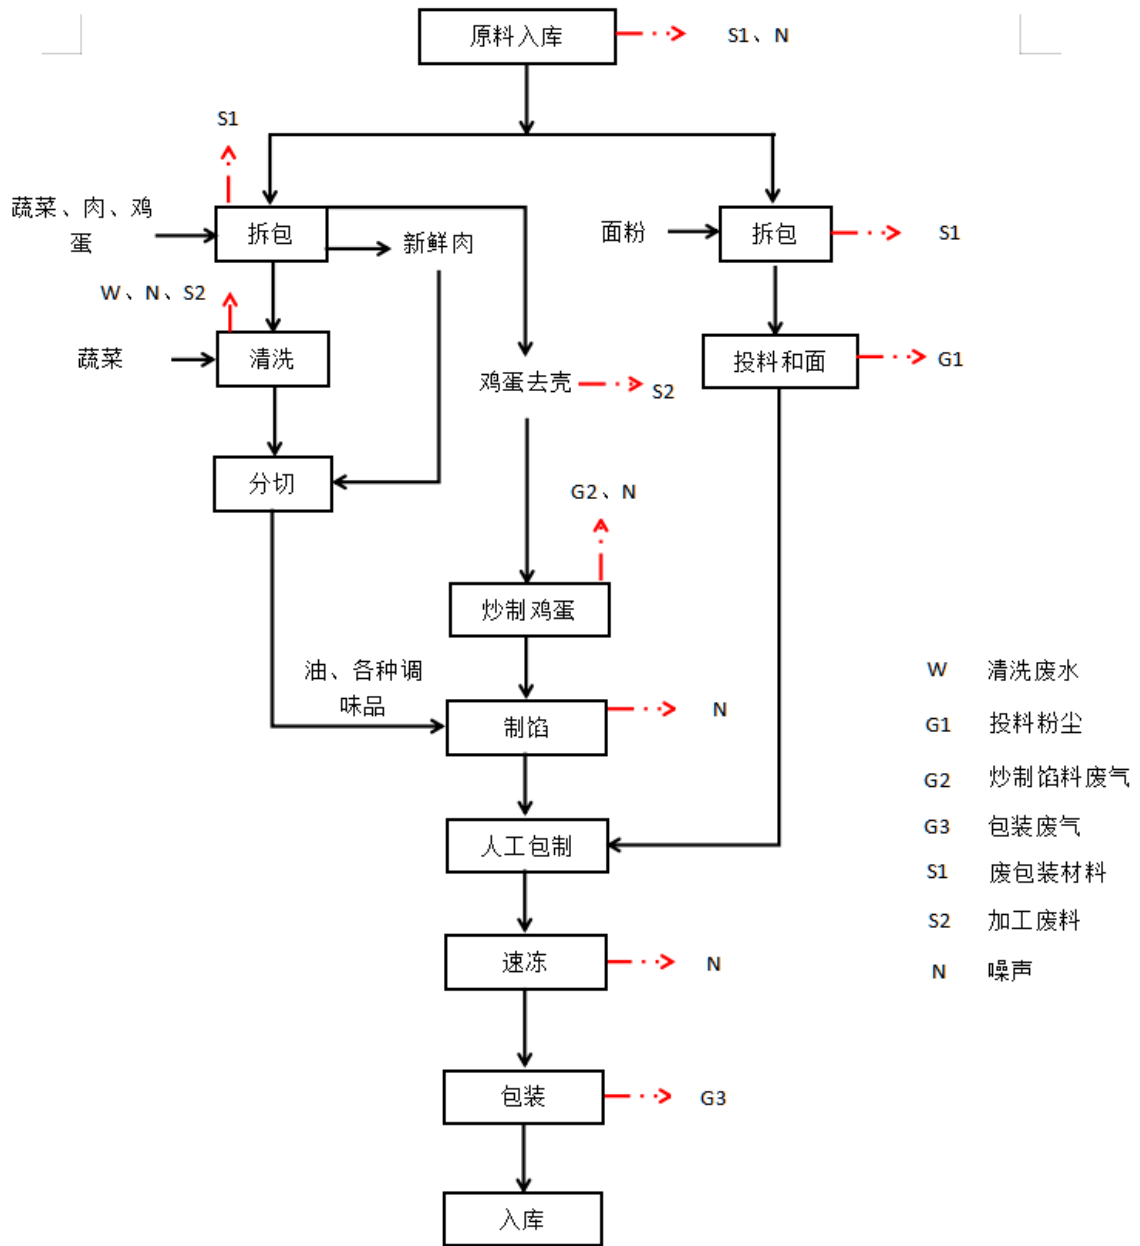 原料入库
S1、N
S1
蔬菜、肉、鸡
蛋
拆包
新鲜肉
面粉
拆包
S1
W、N、S2
蔬菜
清洗
鸡蛋去壳
S2
投料和面
G1
分切
G2、N
炒制鸡蛋
油、各种调
味品
制馅
N
人工包制
速冻
N
包装
G3
入库
W 清洗废水
G1 投料粉尘
G2 炒制馅料废气
G3 包装废气
S1 废包装材料
S2 加工废料
N 噪声